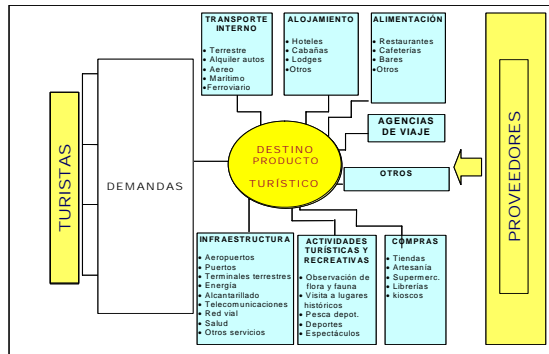 TURISTAS
DEMANDAS
TRANSPORTE
INTERNO
• Terrestre
• Alquiler autos
• Aereo
• Marítimo
• Ferroviario
ALOJAMIENTO
• Hoteles
• Cabañas
• Lodges
• Otros
ALIMENTACIÓN
• Restaurantes
• Cafeterías
• Bares
• Otros
AGENCIAS
DE VIAJE
OTROS
DESTINO
PRODUCTO
TURÍSTICO
INFRAESTRUCTURA
• Aeropuertos
• Puertos
• Terminales terrestres
• Energía
• Alcantarillado
• Telecomunicaciones
• Red vial
• Salud
• Otros servicios
ACTIVIDADES
TURÍSTICAS Y
RECREATIVAS
• Observación de
flora y fauna
• Visita a lugares
históricos
• Pesca depot.
• Deportes
• Espectáculos
COMPRAS
• Tiendas
• Artesanía
• Supermerc.
• Librerías
• kioscos
PROVEEDORES